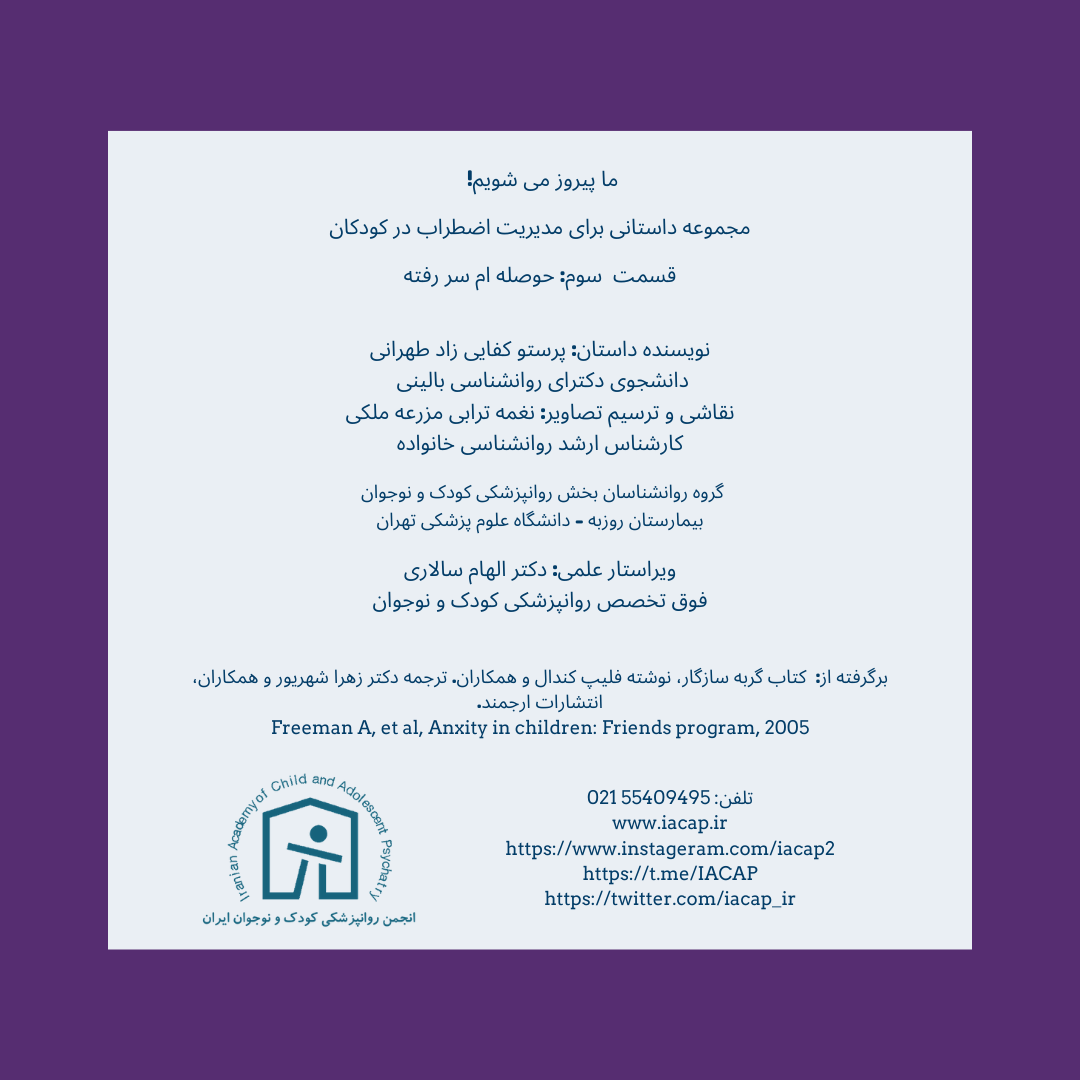 ما پیروز می شویم!
مجموعه داستانی برای مدیریت اضطراب در کودکان
قسمت  سوم: حوصله ام سر رفته
نویسنده داستان: پرستو کفایی زاد طهرانی
دانشجوی دکترای روانشناسی بالینی
نقاشی و ترسیم تصاویر: نغمه ترابی مزرعه ملکی
کارشناس ارشد روانشناسی خانواده
گروه روانشناسان بخش روانپزشکی کودک و نوجوان
بیمارستان روزبه - دانشگاه علوم پزشکی تهران
ویراستار علمی: دکتر الهام سالاری
فوق تخصص روانپزشکی کودک و نوجوان
برگرفته از:  کتاب گربه سازگار، نوشته فلیپ کندال و همکاران. ترجمه دکتر زهرا شهریور و همکاران،
انتشارات ارجمند.
Freeman A, et al, Anxity in children: Friends program, 2005
تلفن: 55409495 021
www.iacap.ir
https://www.instageram.com/iacap2
https://t.me/IACAP
https://twitter.com/iacap_ir
Iranian Academy of Child and Adolescent Psychatry
انجمن روانپزشکی کودک و نوجوان ایران